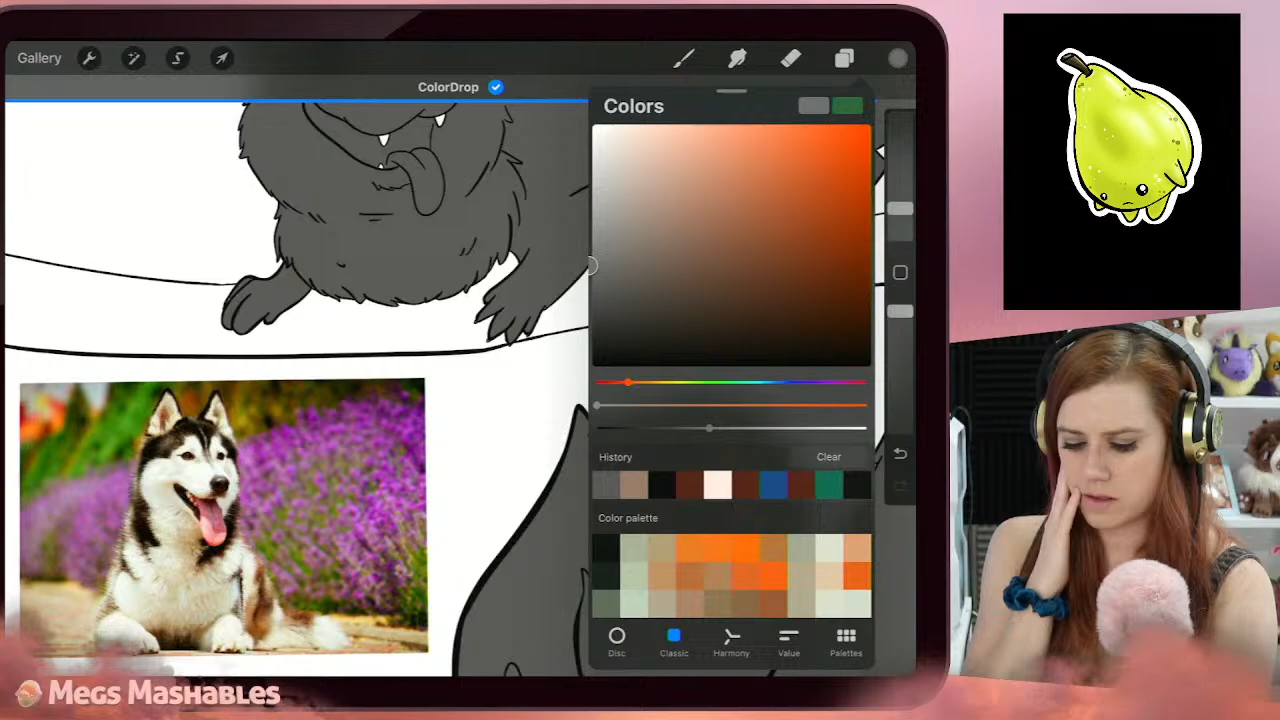 Gallery
ColorDrop
Colors
History
Clear
Color palette
Disc
Classic
Harmony
Value
Palettes
Megs Mashables